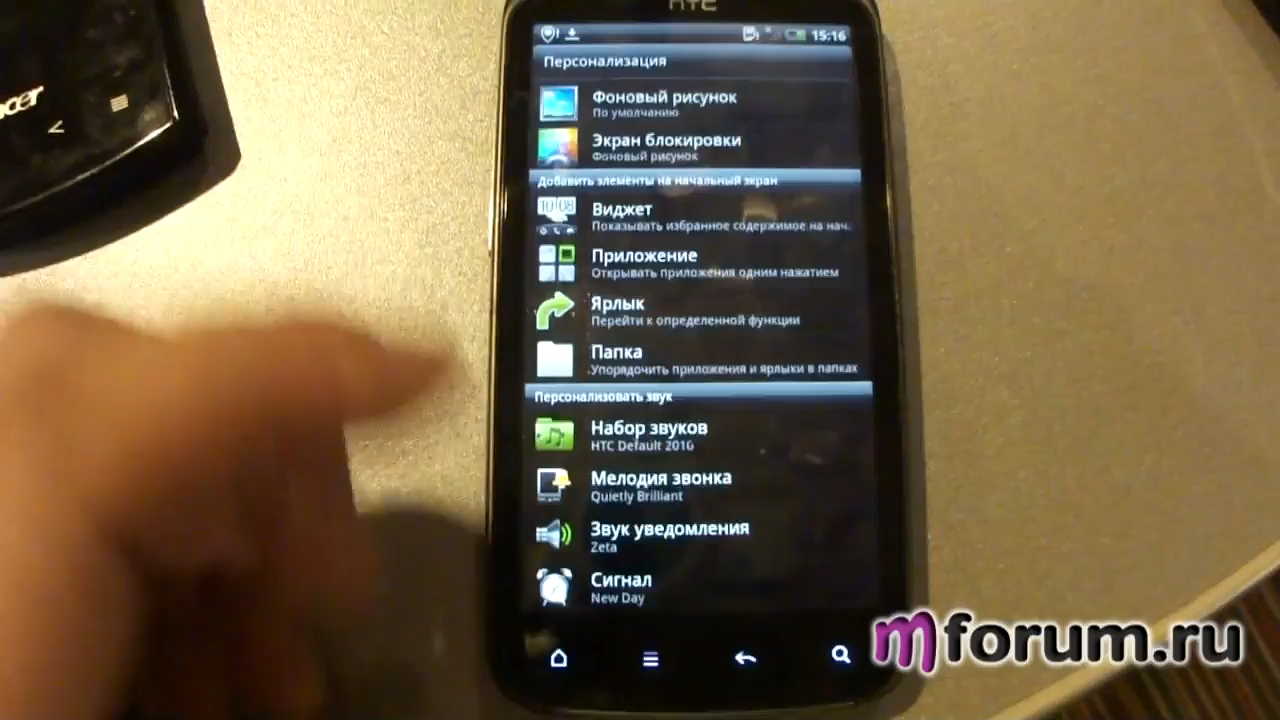 acer
HTC
15:16
Персонализация
Фоновый рисунок
По умолчанию
Экран блокировки
Фоновый рисунок
Добавить элементы на начальный экран
Виджет
Показывать избранное содержимое на нач.
Приложение
Открывать приложения одним нажатием
Ярлык
Перейти к определенной функции
Папка
Упорядочить приложения и ярлыки в папках
Персонализовать звук
Набор звуков
HTC Default 2010
Мелодия звонка
Quietly Brilliant
Звук уведомления
Zeta
Сигнал
New Day
mforum.ru